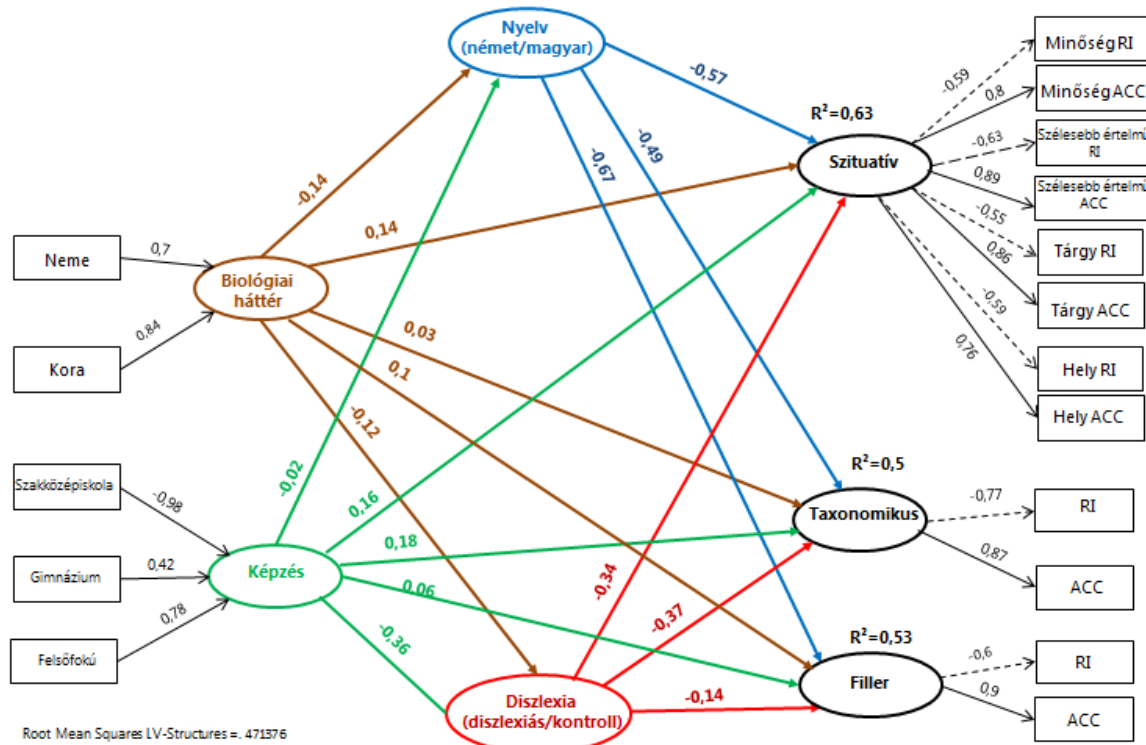 Nyelv
(német/magyar)
-0,57
-0,49
-0,67
R²=0,63
Szituatív
-0,59
0,8
-0,63
0,89
-0,55
0,86
-0,59
0,76
Minőség RI
Minőség ACC
Szélesebb értelmű
RI
Szélesebb értelmű
ACC
Tárgy RI
Tárgy ACC
Hely RI
Hely ACC
Neme
0,7
Kora
0,84
Biológiai
háttér
-0,14
0,14
0,03
0,1
-0,12
Szakközépiskola
-0,98
Gimnázium
0,42
Felsőfokú
0,78
Képzés
-0,02
0,16
0,18
0,06
-0,36
R²=0,5
Taxonomikus
-0,77
RI
0,87
ACC
-0,34
-0,37
-0,14
Diszlexia
(diszlexiás/kontroll)
R²=0,53
Filler
-0,6
RI
0,9
ACC
Root Mean Squares LV-Structures =. 471376